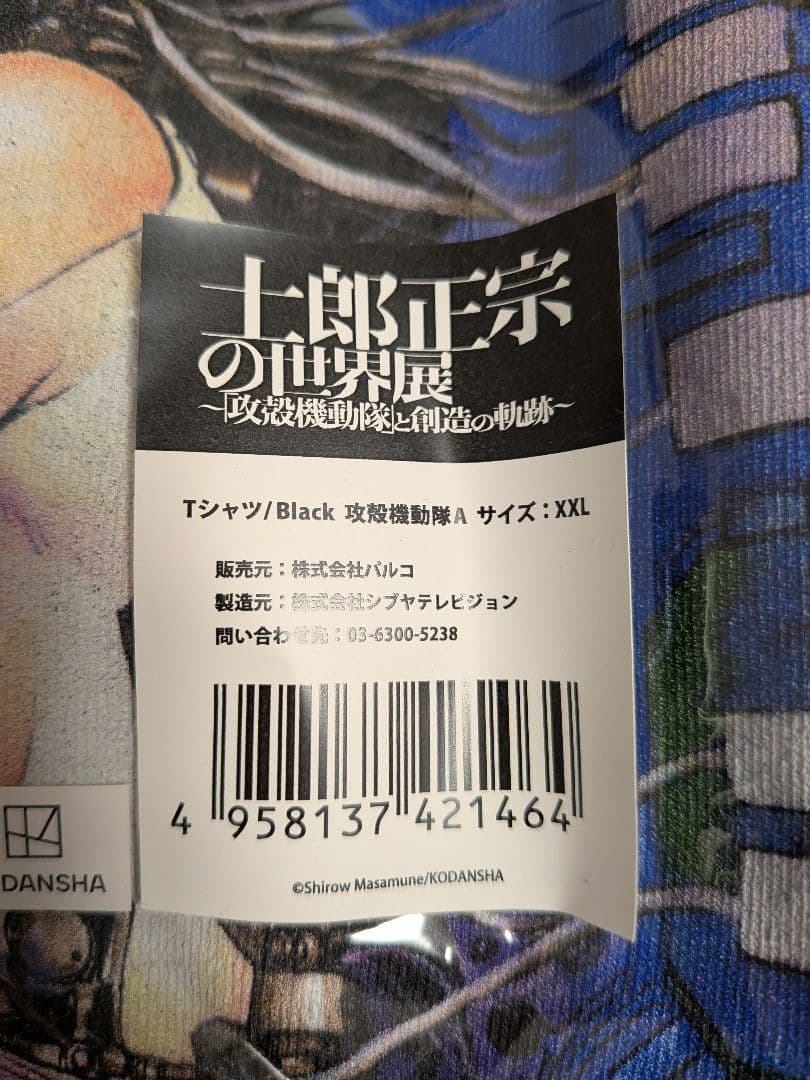 士郎正宗
の世界展
～「攻殻機動隊」と創造の軌跡～
Tシャツ/Black 攻殻機動隊A サイズ：XXL
販売元：株式会社パルコ
製造元：株式会社シブヤテレビジョン
問い合わせ先：03-6300-5238
4 958137 421464
©Shirow Masamune/KODANSHA
DANSHA